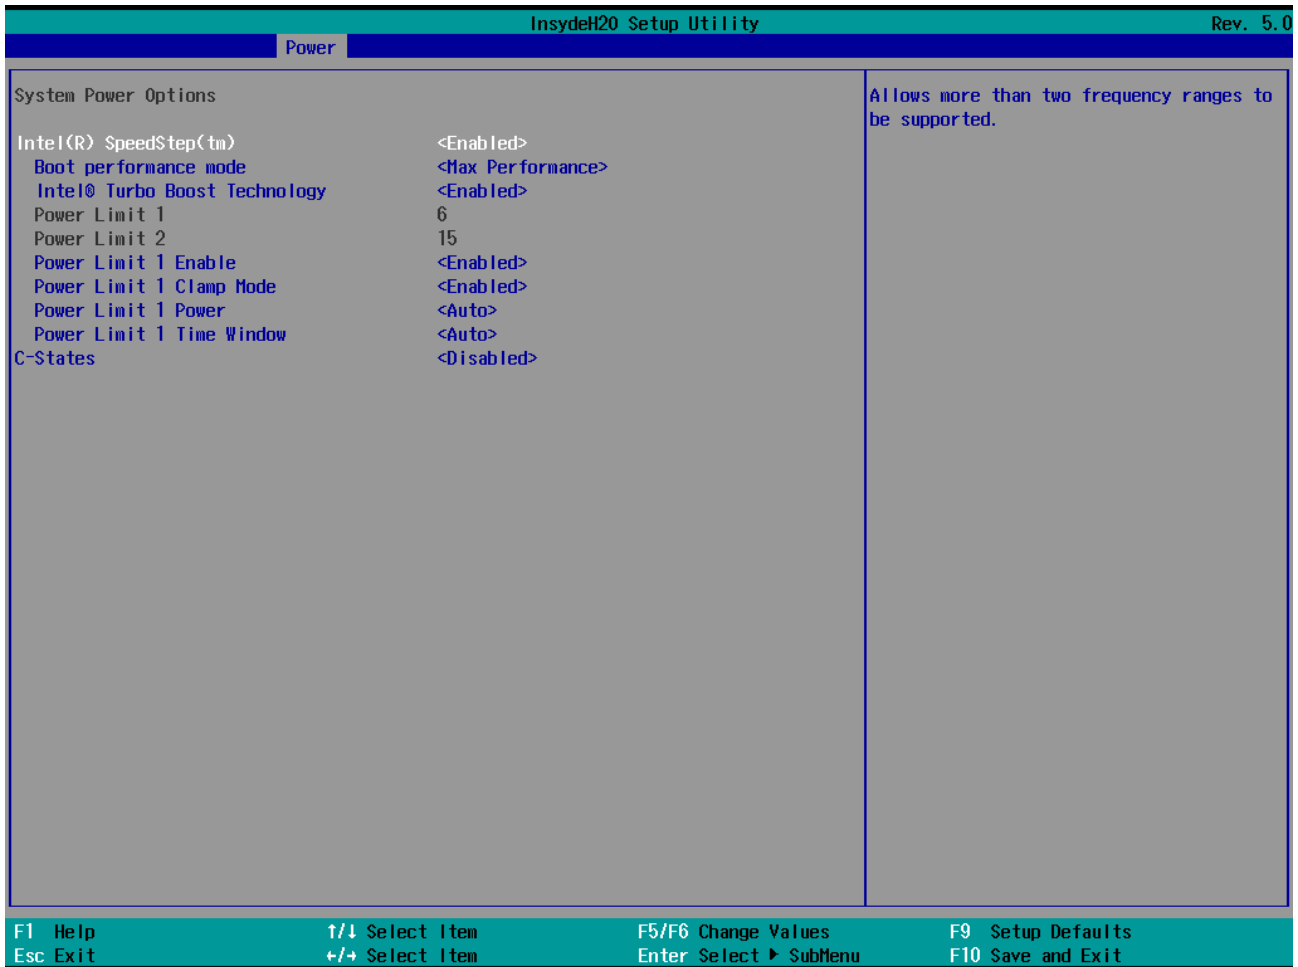 InsydeH2O Setup Utility Rev. 5.0
Power
System Power Options
Intel(R) SpeedStep(tm) <Enabled>
Boot performance mode <Max Performance>
Intel® Turbo Boost Technology <Enabled>
Power Limit 1 6
Power Limit 2 15
Power Limit 1 Enable <Enabled>
Power Limit 1 Clamp Mode <Enabled>
Power Limit 1 Power <Auto>
Power Limit 1 Time Window <Auto>
C-States <Disabled>
Allows more than two frequency ranges to
be supported.
F1 Help ↑/↓ Select Item F5/F6 Change Values F9 Setup Defaults
Esc Exit ←/→ Select Item Enter Select ▶ SubMenu F10 Save and Exit